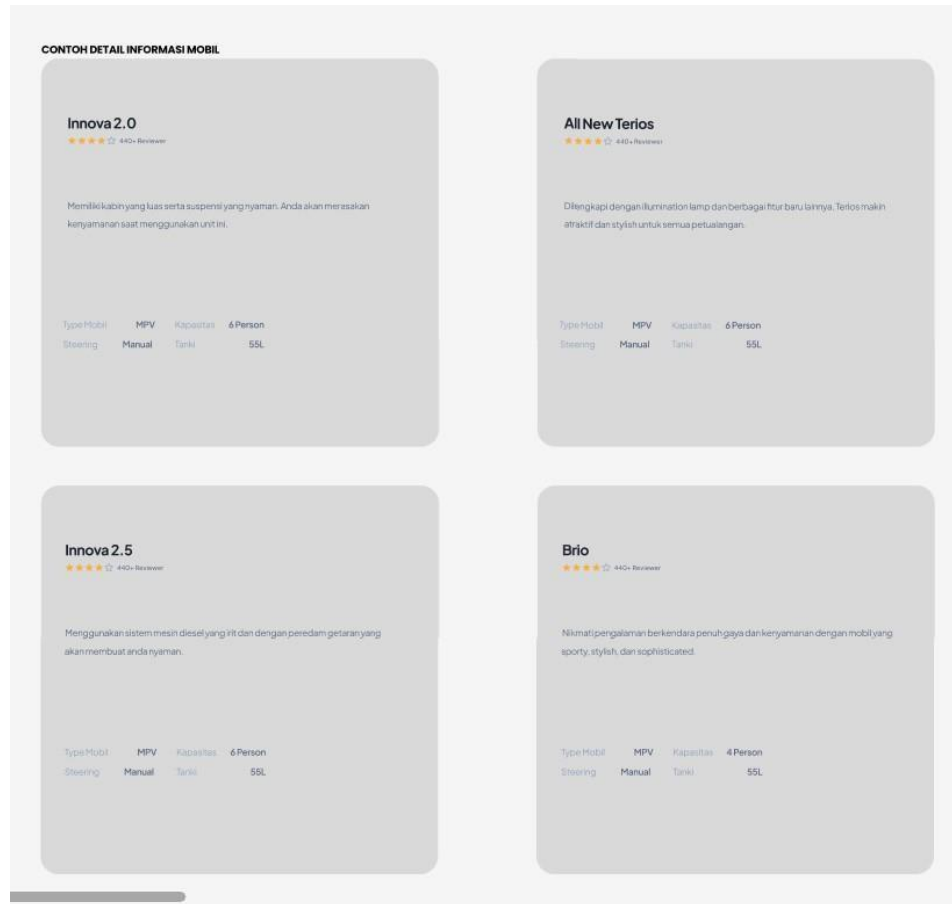 CONTOH DETAIL INFORMASI MOBIL
Innova 2.0
440+ Reviewer
Memiliki kabin yang luas serta suspensi yang nyaman. Anda akan merasakan
kenyamanan saat menggunakan unit ini.
Type Mobil MPV Kapasitas 6 Person
Steering Manual Tanki 55L
All New Terios
440+ Reviewer
Dilengkapi dengan illumination lamp dan berbagai fitur baru lainnya, Terios makin
atraktif dan stylish untuk semua petualangan.
Type Mobil MPV Kapasitas 6 Person
Steering Manual Tanki 55L
Innova 2.5
440+ Reviewer
Menggunakan sistem mesin diesel yang irit dan dengan peredam getaran yang
akan membuat anda nyaman.
Type Mobil MPV Kapasitas 6 Person
Steering Manual Tanki 55L
Brio
440+ Reviewer
Nikmati pengalaman berkendara penuh gaya dan kenyamanan dengan mobil yang
sporty, stylish, dan sophisticated.
Type Mobil MPV Kapasitas 4 Person
Steering Manual Tanki 55L